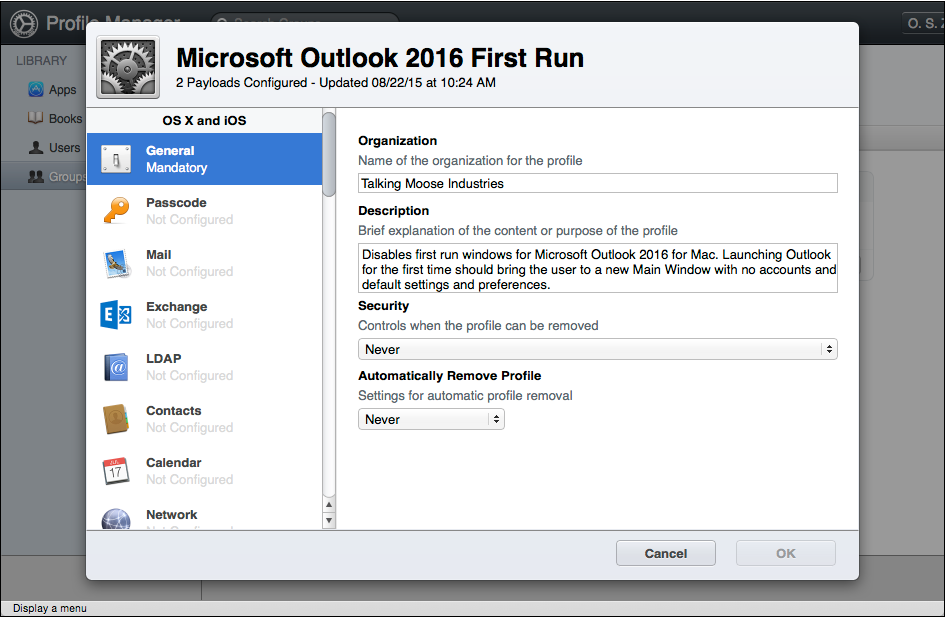 Profile Manager
Search Groups
O. S.
LIBRARY
Apps
Books
Users
Groups
Microsoft Outlook 2016 First Run
2 Payloads Configured - Updated 08/22/15 at 10:24 AM
OS X and iOS
General
Mandatory
Passcode
Not Configured
Mail
Not Configured
Exchange
Not Configured
LDAP
Not Configured
Contacts
Not Configured
Calendar
Not Configured
17
Network
Not Configured
Organization
Name of the organization for the profile
Talking Moose Industries
Description
Brief explanation of the content or purpose of the profile
Disables first run windows for Microsoft Outlook 2016 for Mac. Launching Outlook
for the first time should bring the user to a new Main Window with no accounts and
default settings and preferences.
Security
Controls when the profile can be removed
Never
Automatically Remove Profile
Settings for automatic profile removal
Never
Cancel
OK
Display a menu